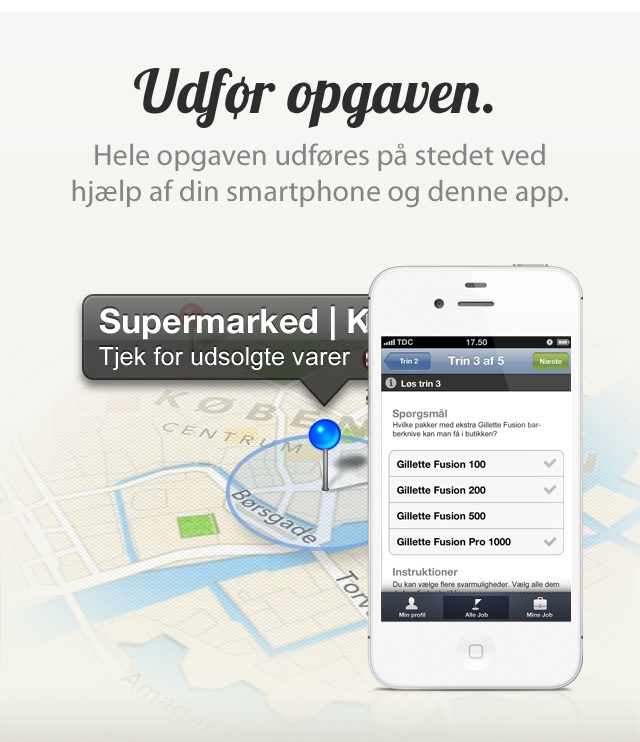 Udfør opgaven.
Hele opgaven udføres på stedet ved
hjælp af din smartphone og denne app.
Supermarked | K
Tjek for udsolgte varer
KØBEN
CENTRUM
Børsgade
Torv
Amager
TDC
17.50
Trin 2
Trin 3 af 5
Næste
Løs trin 3
Spørgsmål
Hvilke pakker med ekstra Gillette Fusion bar-
berknive kan man få i butikken?
Gillette Fusion 100
Gillette Fusion 200
Gillette Fusion 500
Gillette Fusion Pro 1000
Instruktioner
Du kan vælge flere svarmuligheder. Vælg alle dem
Min profil
Alle Job
Mine Job